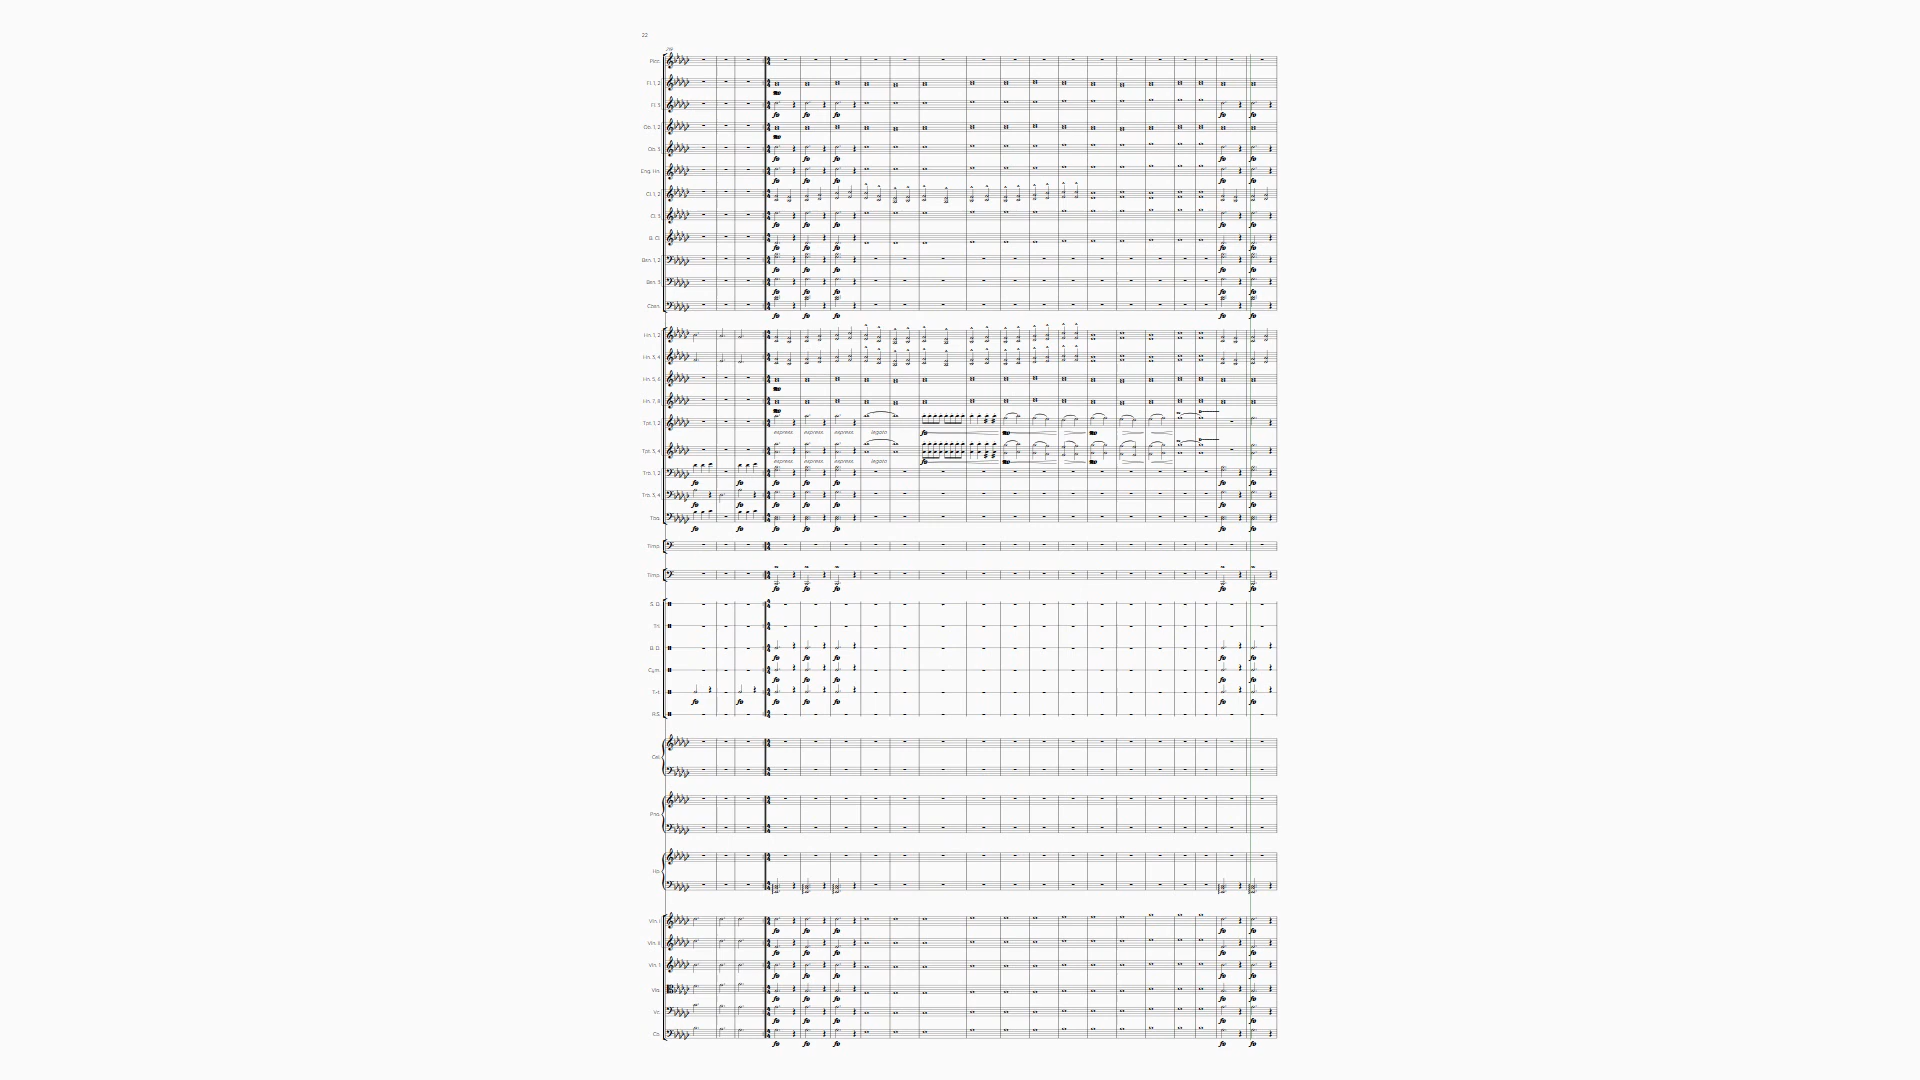 22
Picc.
Fl. 1, 2
Fl. 3
Ob. 1, 2
Ob. 3
Eng. Hn.
Cl. 1, 2
Cl. 3
B. Cl.
Bsn. 1, 2
Bsn. 3
Cbsn.
Hn. 1, 2
Hn. 3, 4
Hn. 5, 6
Hn. 7, 8
Tpt. 1, 2
espress. espress. espress. legato
Tpt. 3, 4
espress. espress. espress. legato
Trb. 1, 2
Trb. 3, 4
Tba.
Timp.
Timp.
S. D.
Tri.
B. D.
Cym.
T.-t.
Cel.
Pno.
Hp.
Vln. I
Vln. II
Vla.
Vc.
Cb.